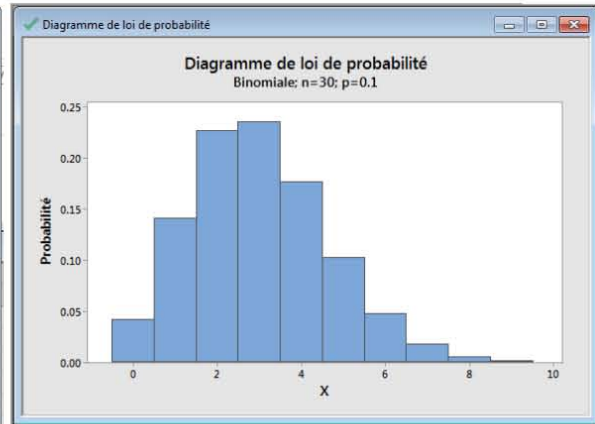 Diagramme de loi de probabilité
Diagramme de loi de probabilité
Binomiale; n=30; p=0.1
0.25
0.20
0.15
0.10
0.05
0.00
Probabilité
0 2 4 6 8 10
X